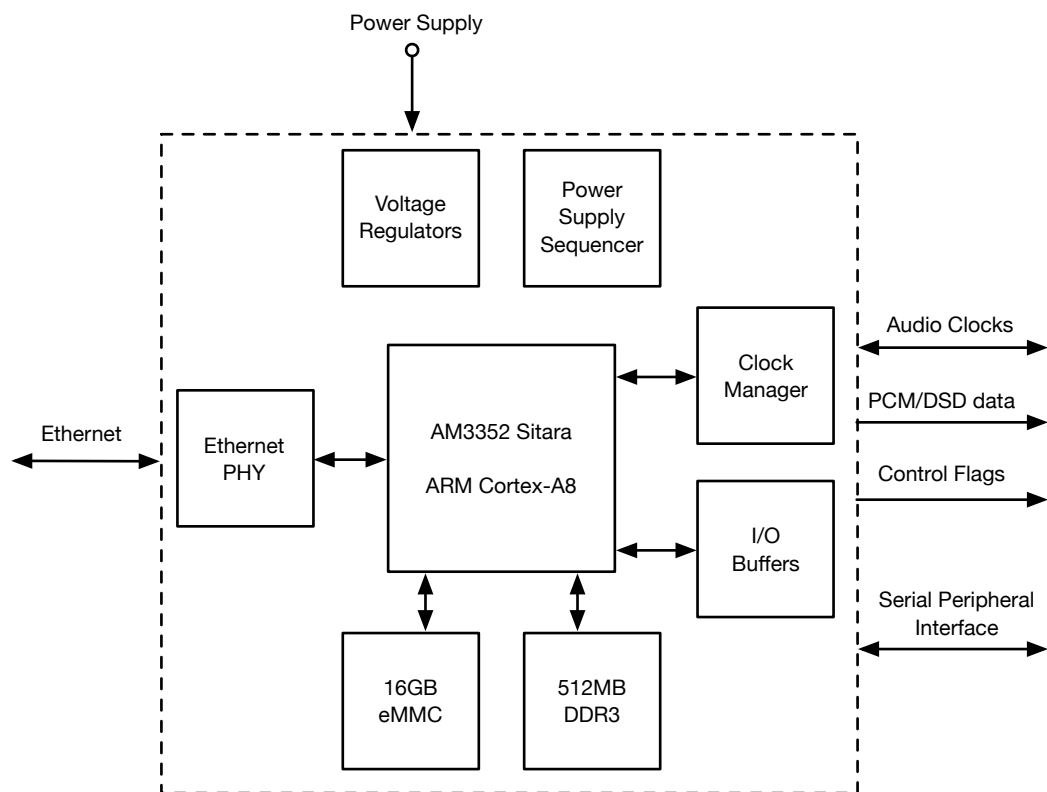 Power Supply
Voltage
Regulators
Power
Supply
Sequencer
Audio Clocks
Clock
Manager
PCM/DSD data
Ethernet
Ethernet
PHY
AM3352 Sitara
ARM Cortex-A8
Control Flags
I/O
Buffers
Serial Peripheral
Interface
16GB
eMMC
512MB
DDR3